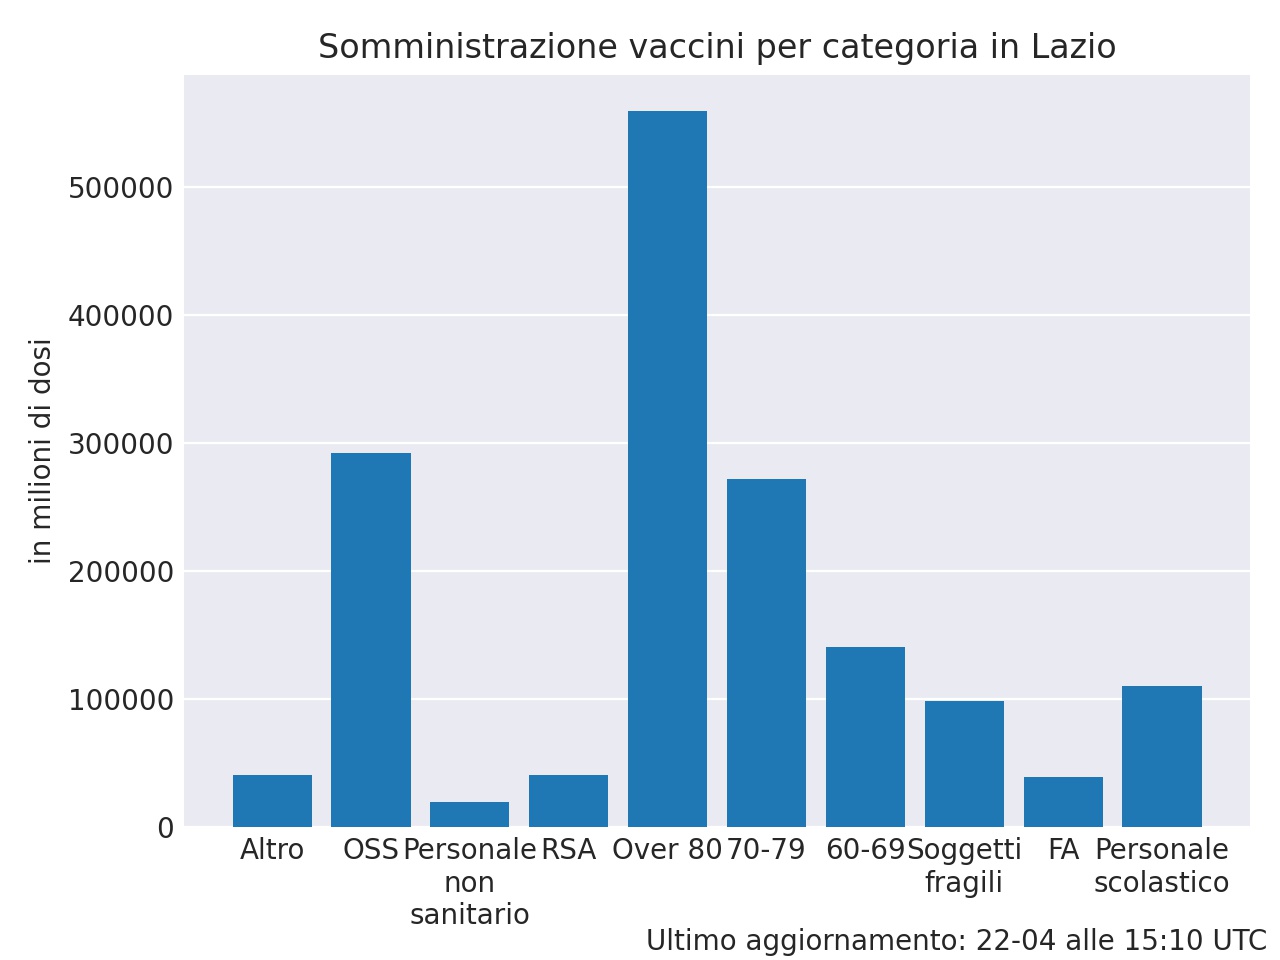 Somministrazione vaccini per categoria in Lazio
in milioni di dosi
500000
400000
300000
200000
100000
0
Altro
OSS
Personale
non
sanitario
RSA
Over 80
70-79
60-69
Soggetti
fragili
FA
Personale
scolastico
Ultimo aggiornamento: 22-04 alle 15:10 UTC